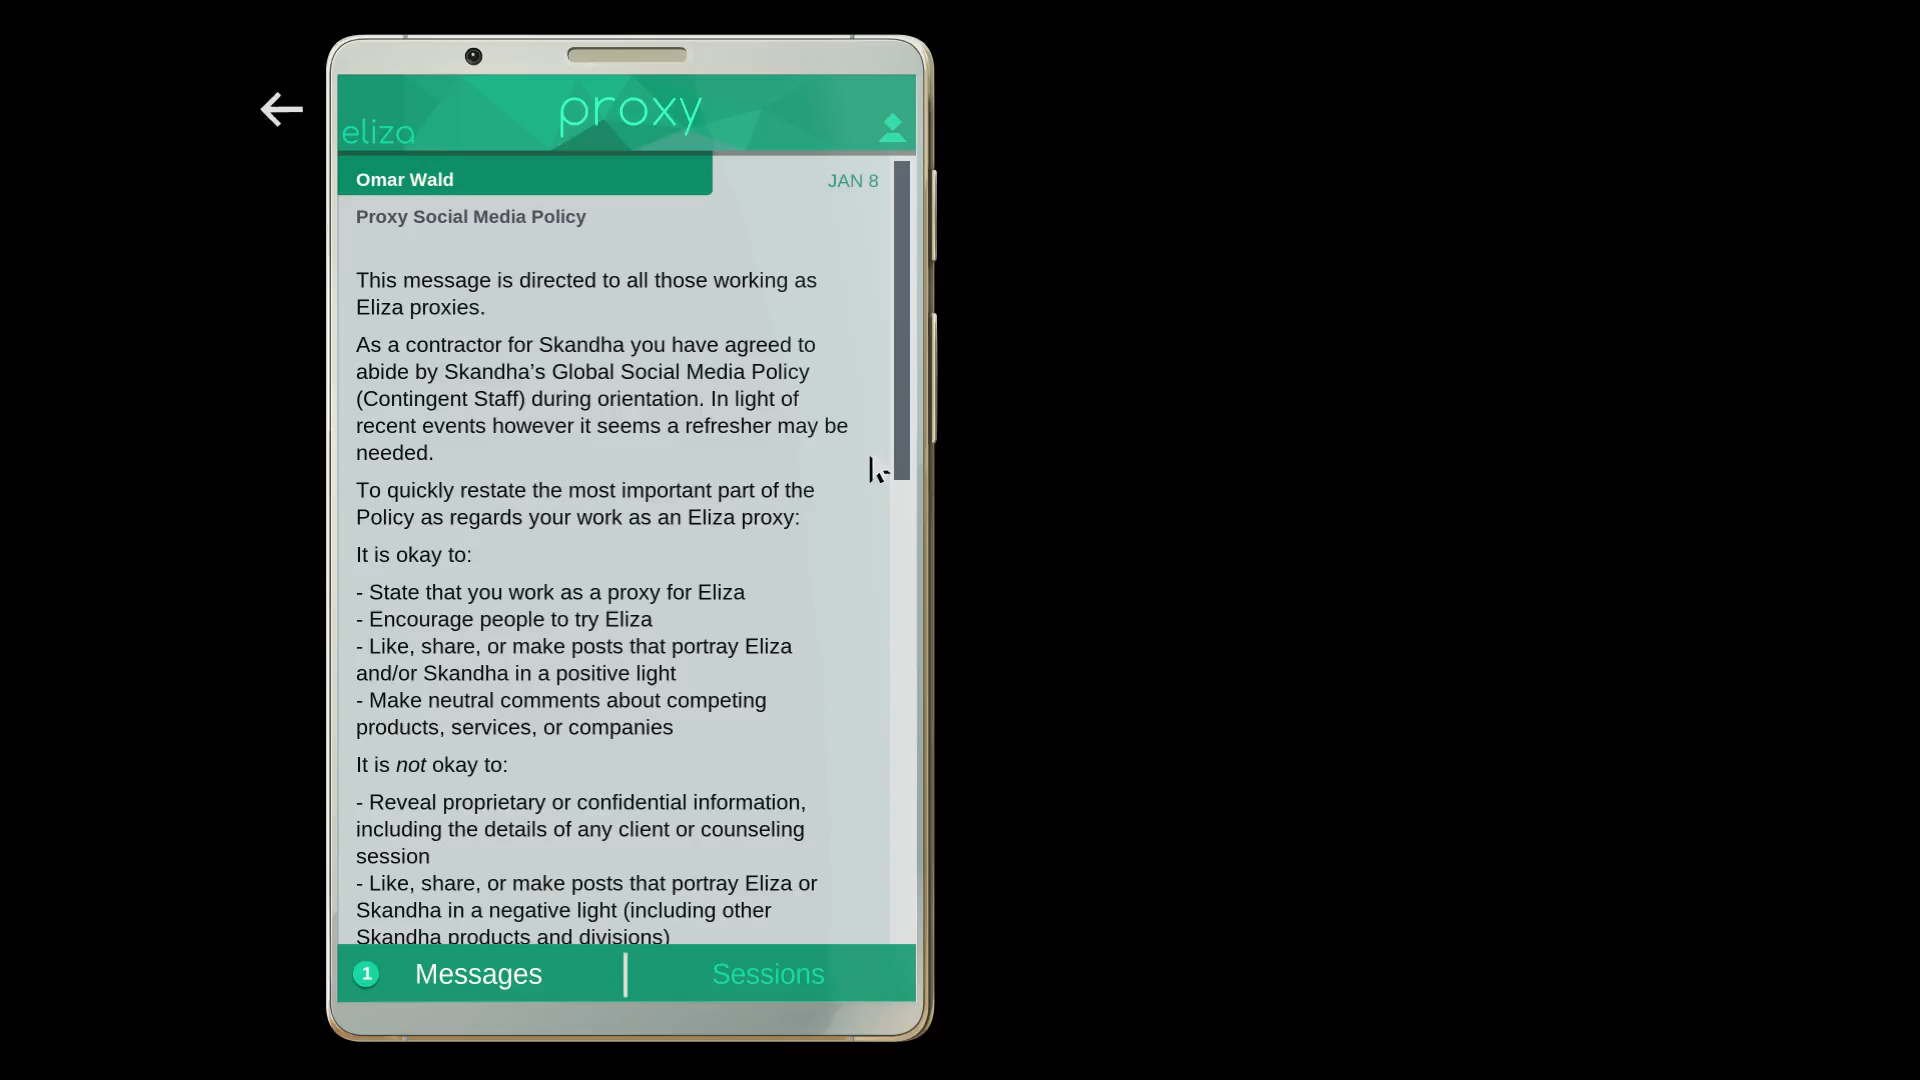 proxy
eliza
Omar Wald
JAN 8
Proxy Social Media Policy
This message is directed to all those working as
Eliza proxies.
As a contractor for Skandha you have agreed to
abide by Skandha's Global Social Media Policy
(Contingent Staff) during orientation. In light of
recent events however it seems a refresher may be
needed.
To quickly restate the most important part of the
Policy as regards your work as an Eliza proxy:
It is okay to:
- State that you work as a proxy for Eliza
- Encourage people to try Eliza
- Like, share, or make posts that portray Eliza
and/or Skandha in a positive light
- Make neutral comments about competing
products, services, or companies
It is not okay to:
- Reveal proprietary or confidential information,
including the details of any client or counseling
session
- Like, share, or make posts that portray Eliza or
Skandha in a negative light (including other
Skandha products and divisions)
1 Messages
Sessions